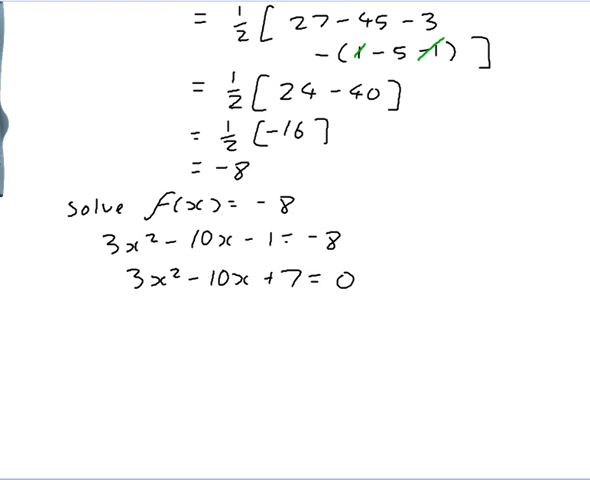 = 1/2 [ 27 - 45 - 3
- (1 - 5 - 1) ]
= 1/2 [ 24 - 40 ]
= 1/2 [-16]
= -8
Solve f(x) = -8
3x² - 10x - 1 = -8
3x² - 10x + 7 = 0